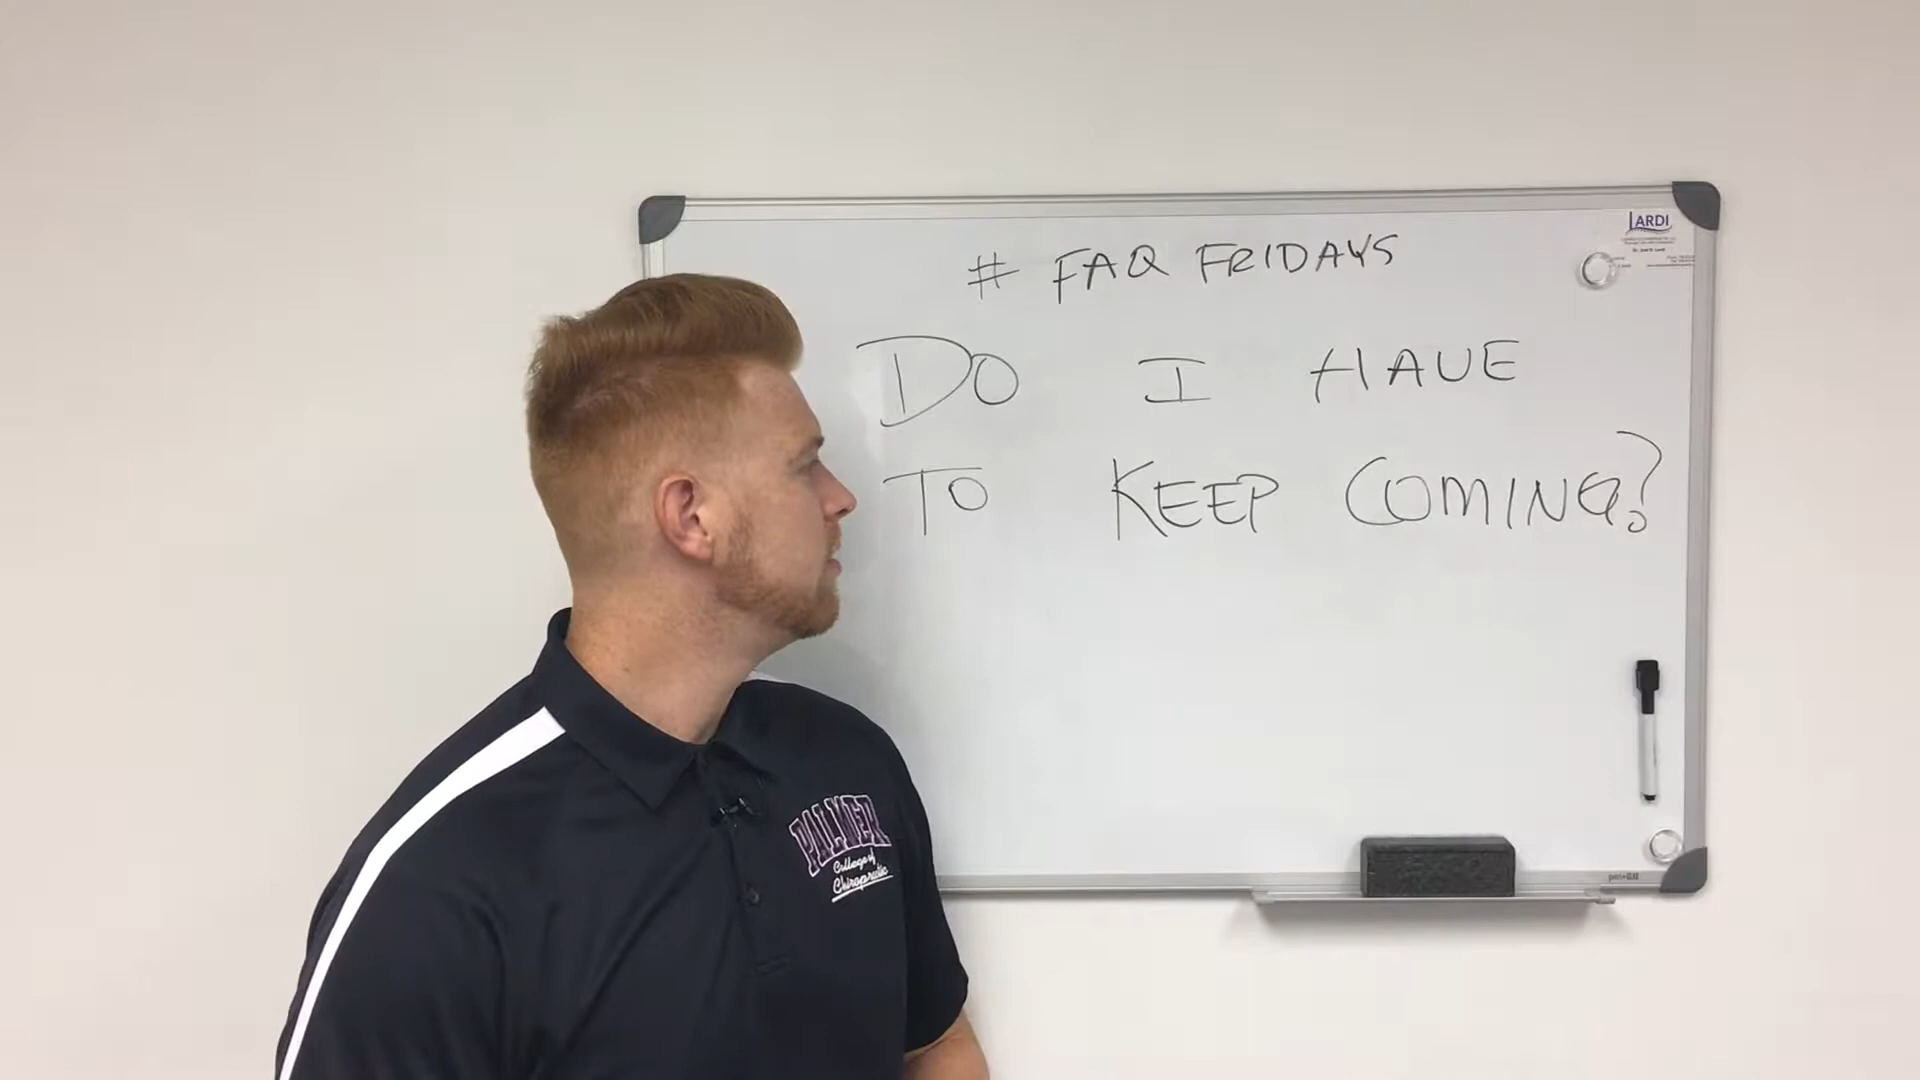 # FAQ FRIDAYS
DO I HAVE
TO KEEP COMING?
LARDI
PALMER
College of
Chiropractic